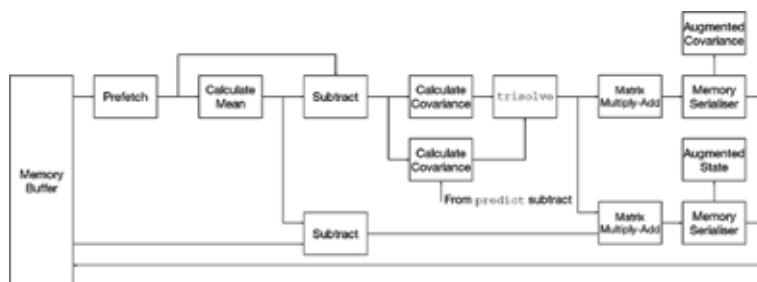 Augmented
Covariance
Prefetch
Calculate
Mean
Subtract
Calculate
Covariance
trisolve
Matrix
Multiply-Add
Memory
Serialiser
Memory
Buffer
Calculate
Covariance
Augmented
State
From predict subtract
Subtract
Matrix
Multiply-Add
Memory
Serialiser